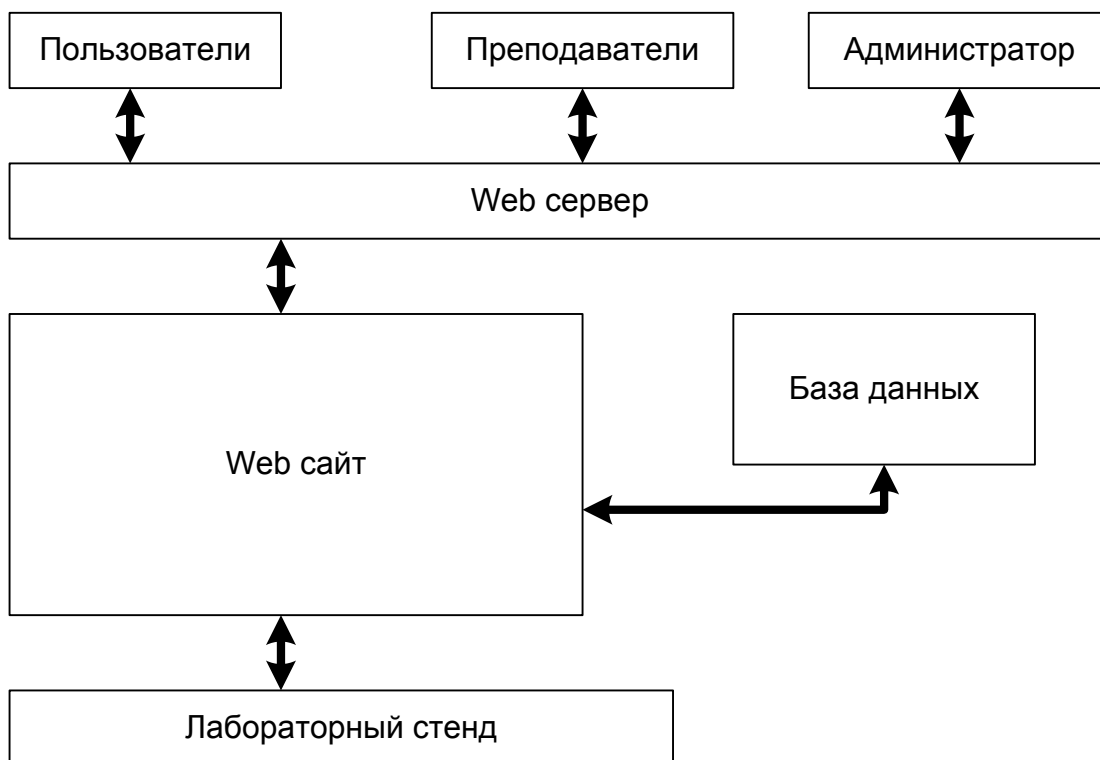 Пользователи
Преподаватели
Администратор
Web сервер
База данных
Web сайт
Лабораторный стенд